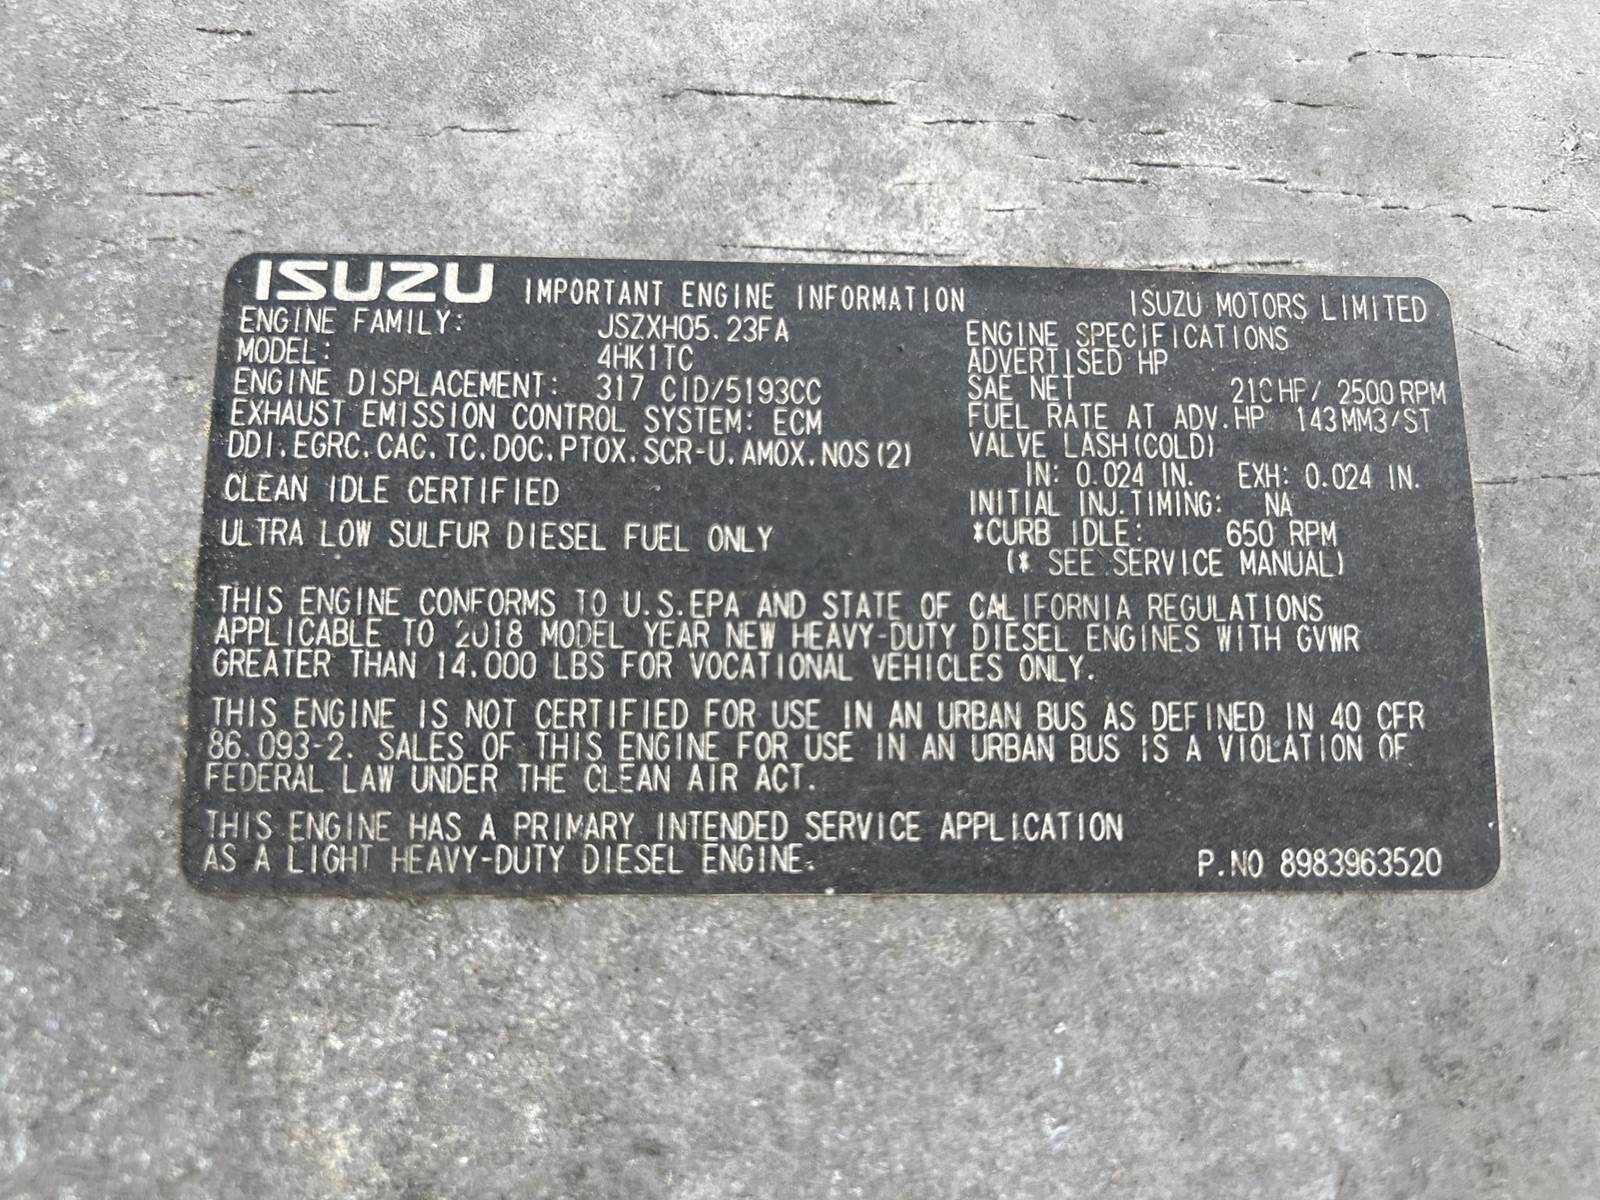 ISUZU IMPORTANT ENGINE INFORMATION ISUZU MOTORS LIMITED
ENGINE FAMILY: JSZXH05.23FA
MODEL: 4HK1TC
ENGINE DISPLACEMENT: 317 CID/5193CC
EXHAUST EMISSION CONTROL SYSTEM: ECM
DDI.EGRC.CAC.TC.DOC.PTOX.SCR-U.AMOX.NOS(2)
CLEAN IDLE CERTIFIED
ULTRA LOW SULFUR DIESEL FUEL ONLY
ENGINE SPECIFICATIONS
ADVERTISED HP
SAE NET 210HP/ 2500RPM
FUEL RATE AT ADV.HP 143MM3/ST
VALVE LASH(COLD)
IN: 0.024 IN. EXH: 0.024 IN.
INITIAL INJ.TIMING: NA
*CURB IDLE: 650 RPM
(* SEE SERVICE MANUAL)
THIS ENGINE CONFORMS TO U.S.EPA AND STATE OF CALIFORNIA REGULATIONS
APPLICABLE TO 2018 MODEL YEAR NEW HEAVY-DUTY DIESEL ENGINES WITH GVWR
GREATER THAN 14.000 LBS FOR VOCATIONAL VEHICLES ONLY.
THIS ENGINE IS NOT CERTIFIED FOR USE IN AN URBAN BUS AS DEFINED IN 40 CFR
86.093-2. SALES OF THIS ENGINE FOR USE IN AN URBAN BUS IS A VIOLATION OF
FEDERAL LAW UNDER THE CLEAN AIR ACT.
THIS ENGINE HAS A PRIMARY INTENDED SERVICE APPLICATION
AS A LIGHT HEAVY-DUTY DIESEL ENGINE.
P.NO 8983963520